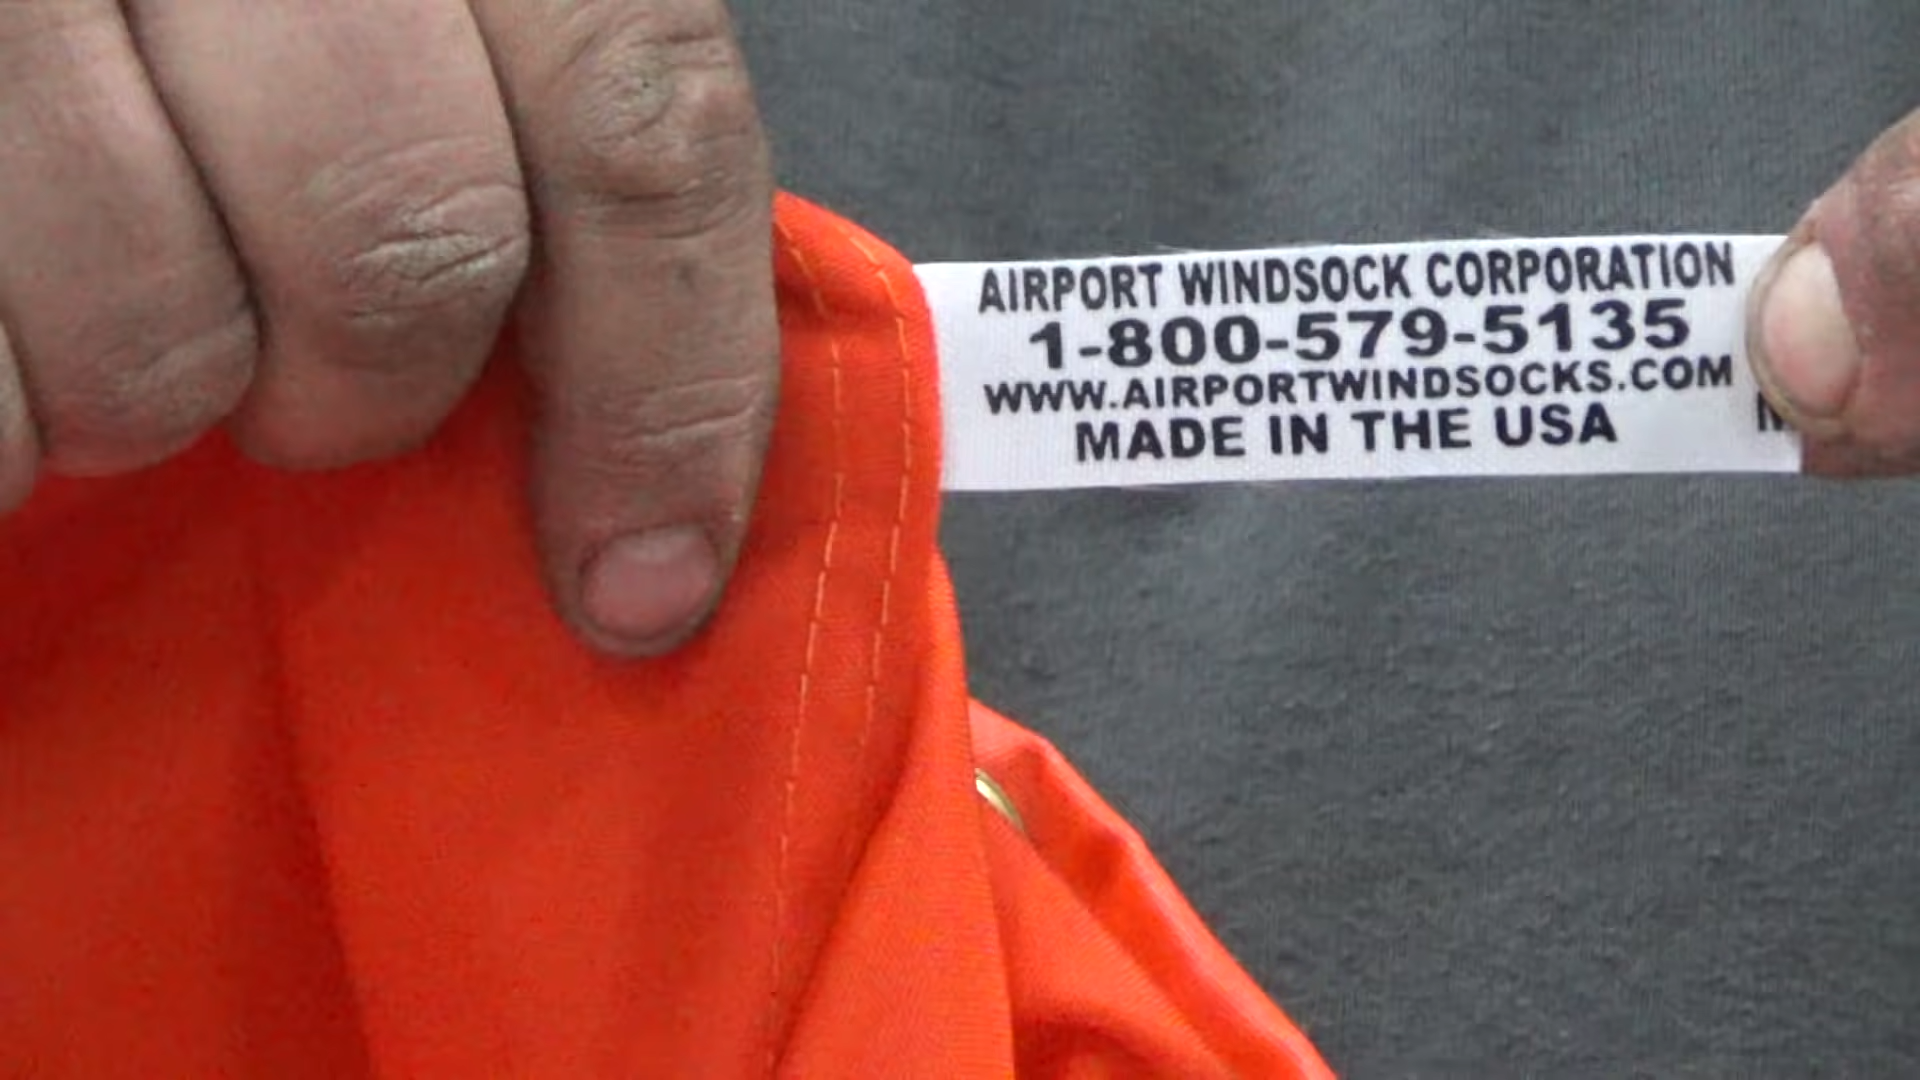 AIRPORT WINDSOCK CORPORATION
1-800-579-5135
WWW.AIRPORTWINDSOCKS.COM
MADE IN THE USA